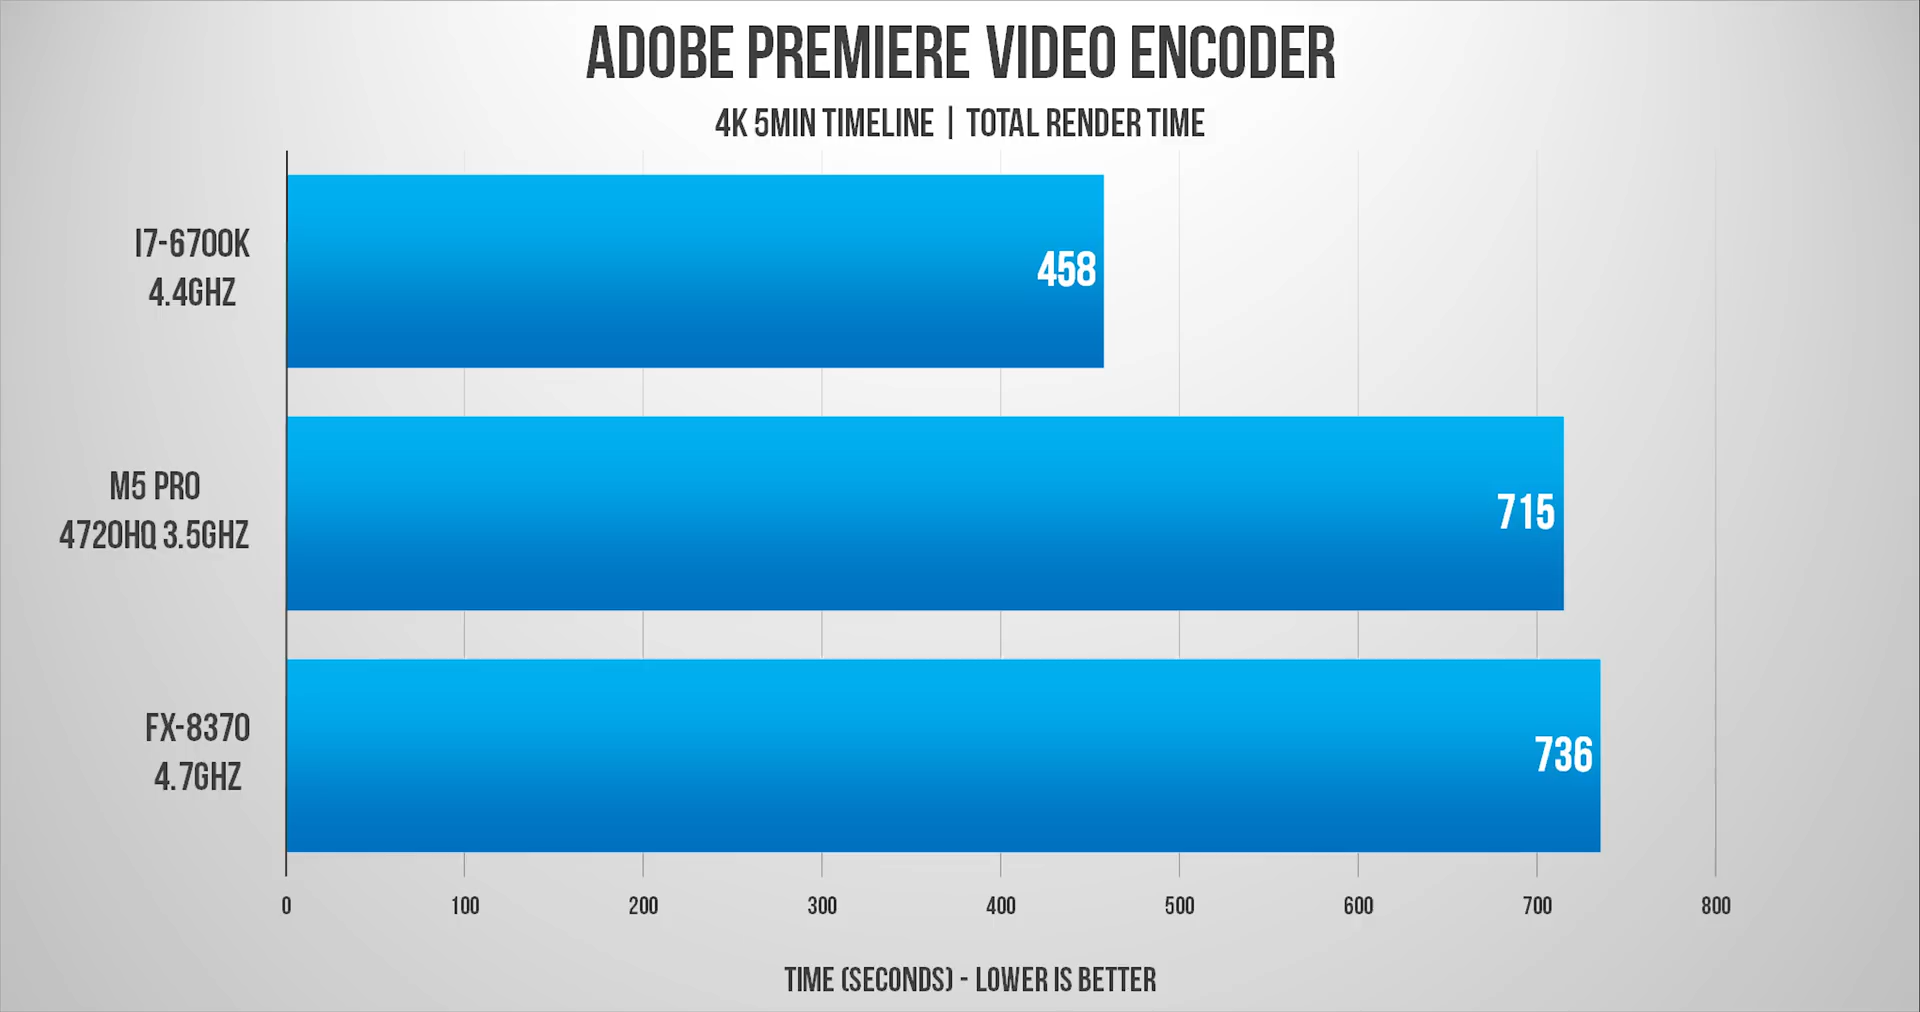 ADOBE PREMIERE VIDEO ENCODER
4K 5MIN TIMELINE | TOTAL RENDER TIME
I7-6700K
4.4GHZ
458
M5 PRO
4720HQ 3.5GHZ
715
FX-8370
4.7GHZ
736
0 100 200 300 400 500 600 700 800
TIME (SECONDS) - LOWER IS BETTER